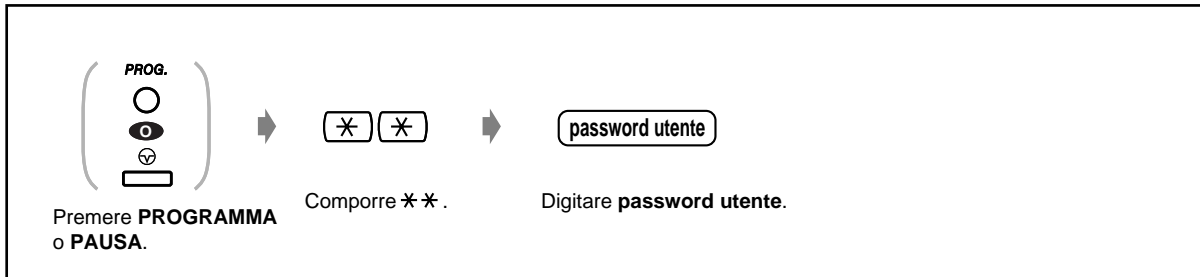 PROG.
O
✱ ✱
password utente
Premere PROGRAMMA
o PAUSA.
Comporre ✱✱ .
Digitare password utente.